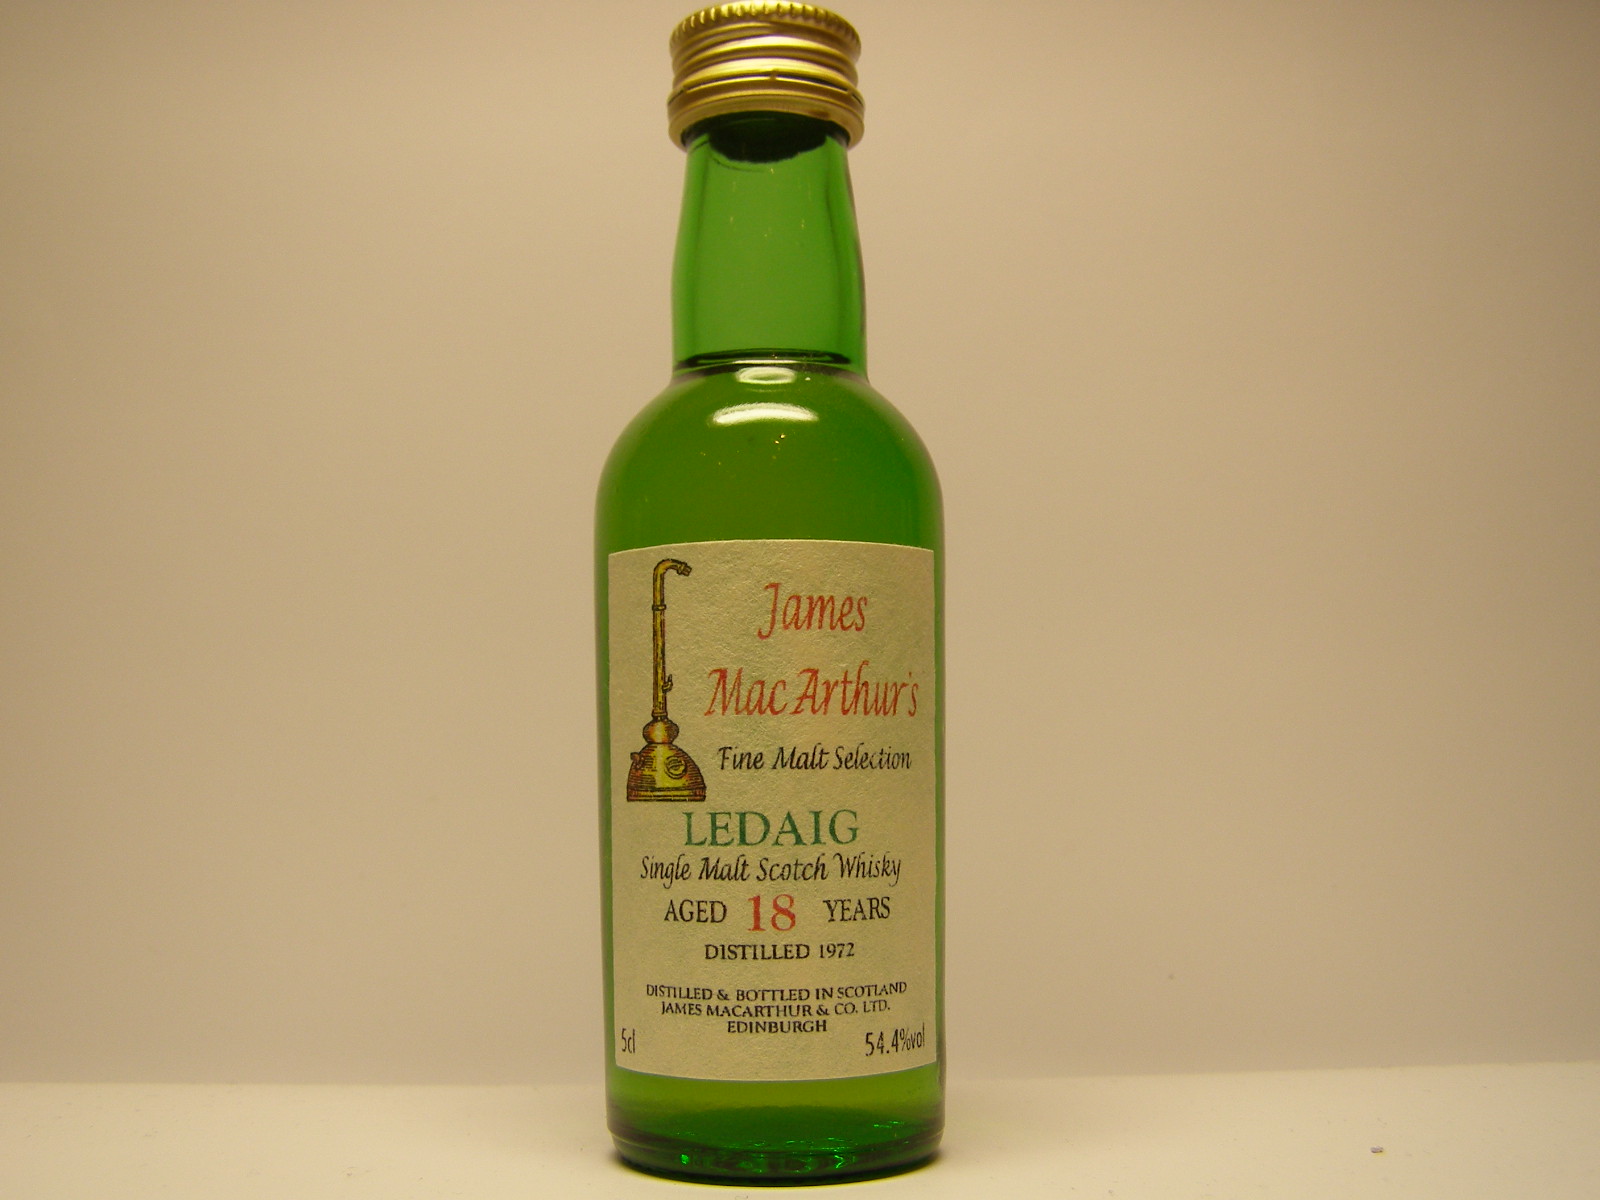 James
MacArthur's
Fine Malt Selection
LEDAIG
Single Malt Scotch Whisky
AGED 18 YEARS
DISTILLED 1972
DISTILLED & BOTTLED IN SCOTLAND
JAMES MACARTHUR & CO. LTD.
EDINBURGH
5cl 54.4%vol